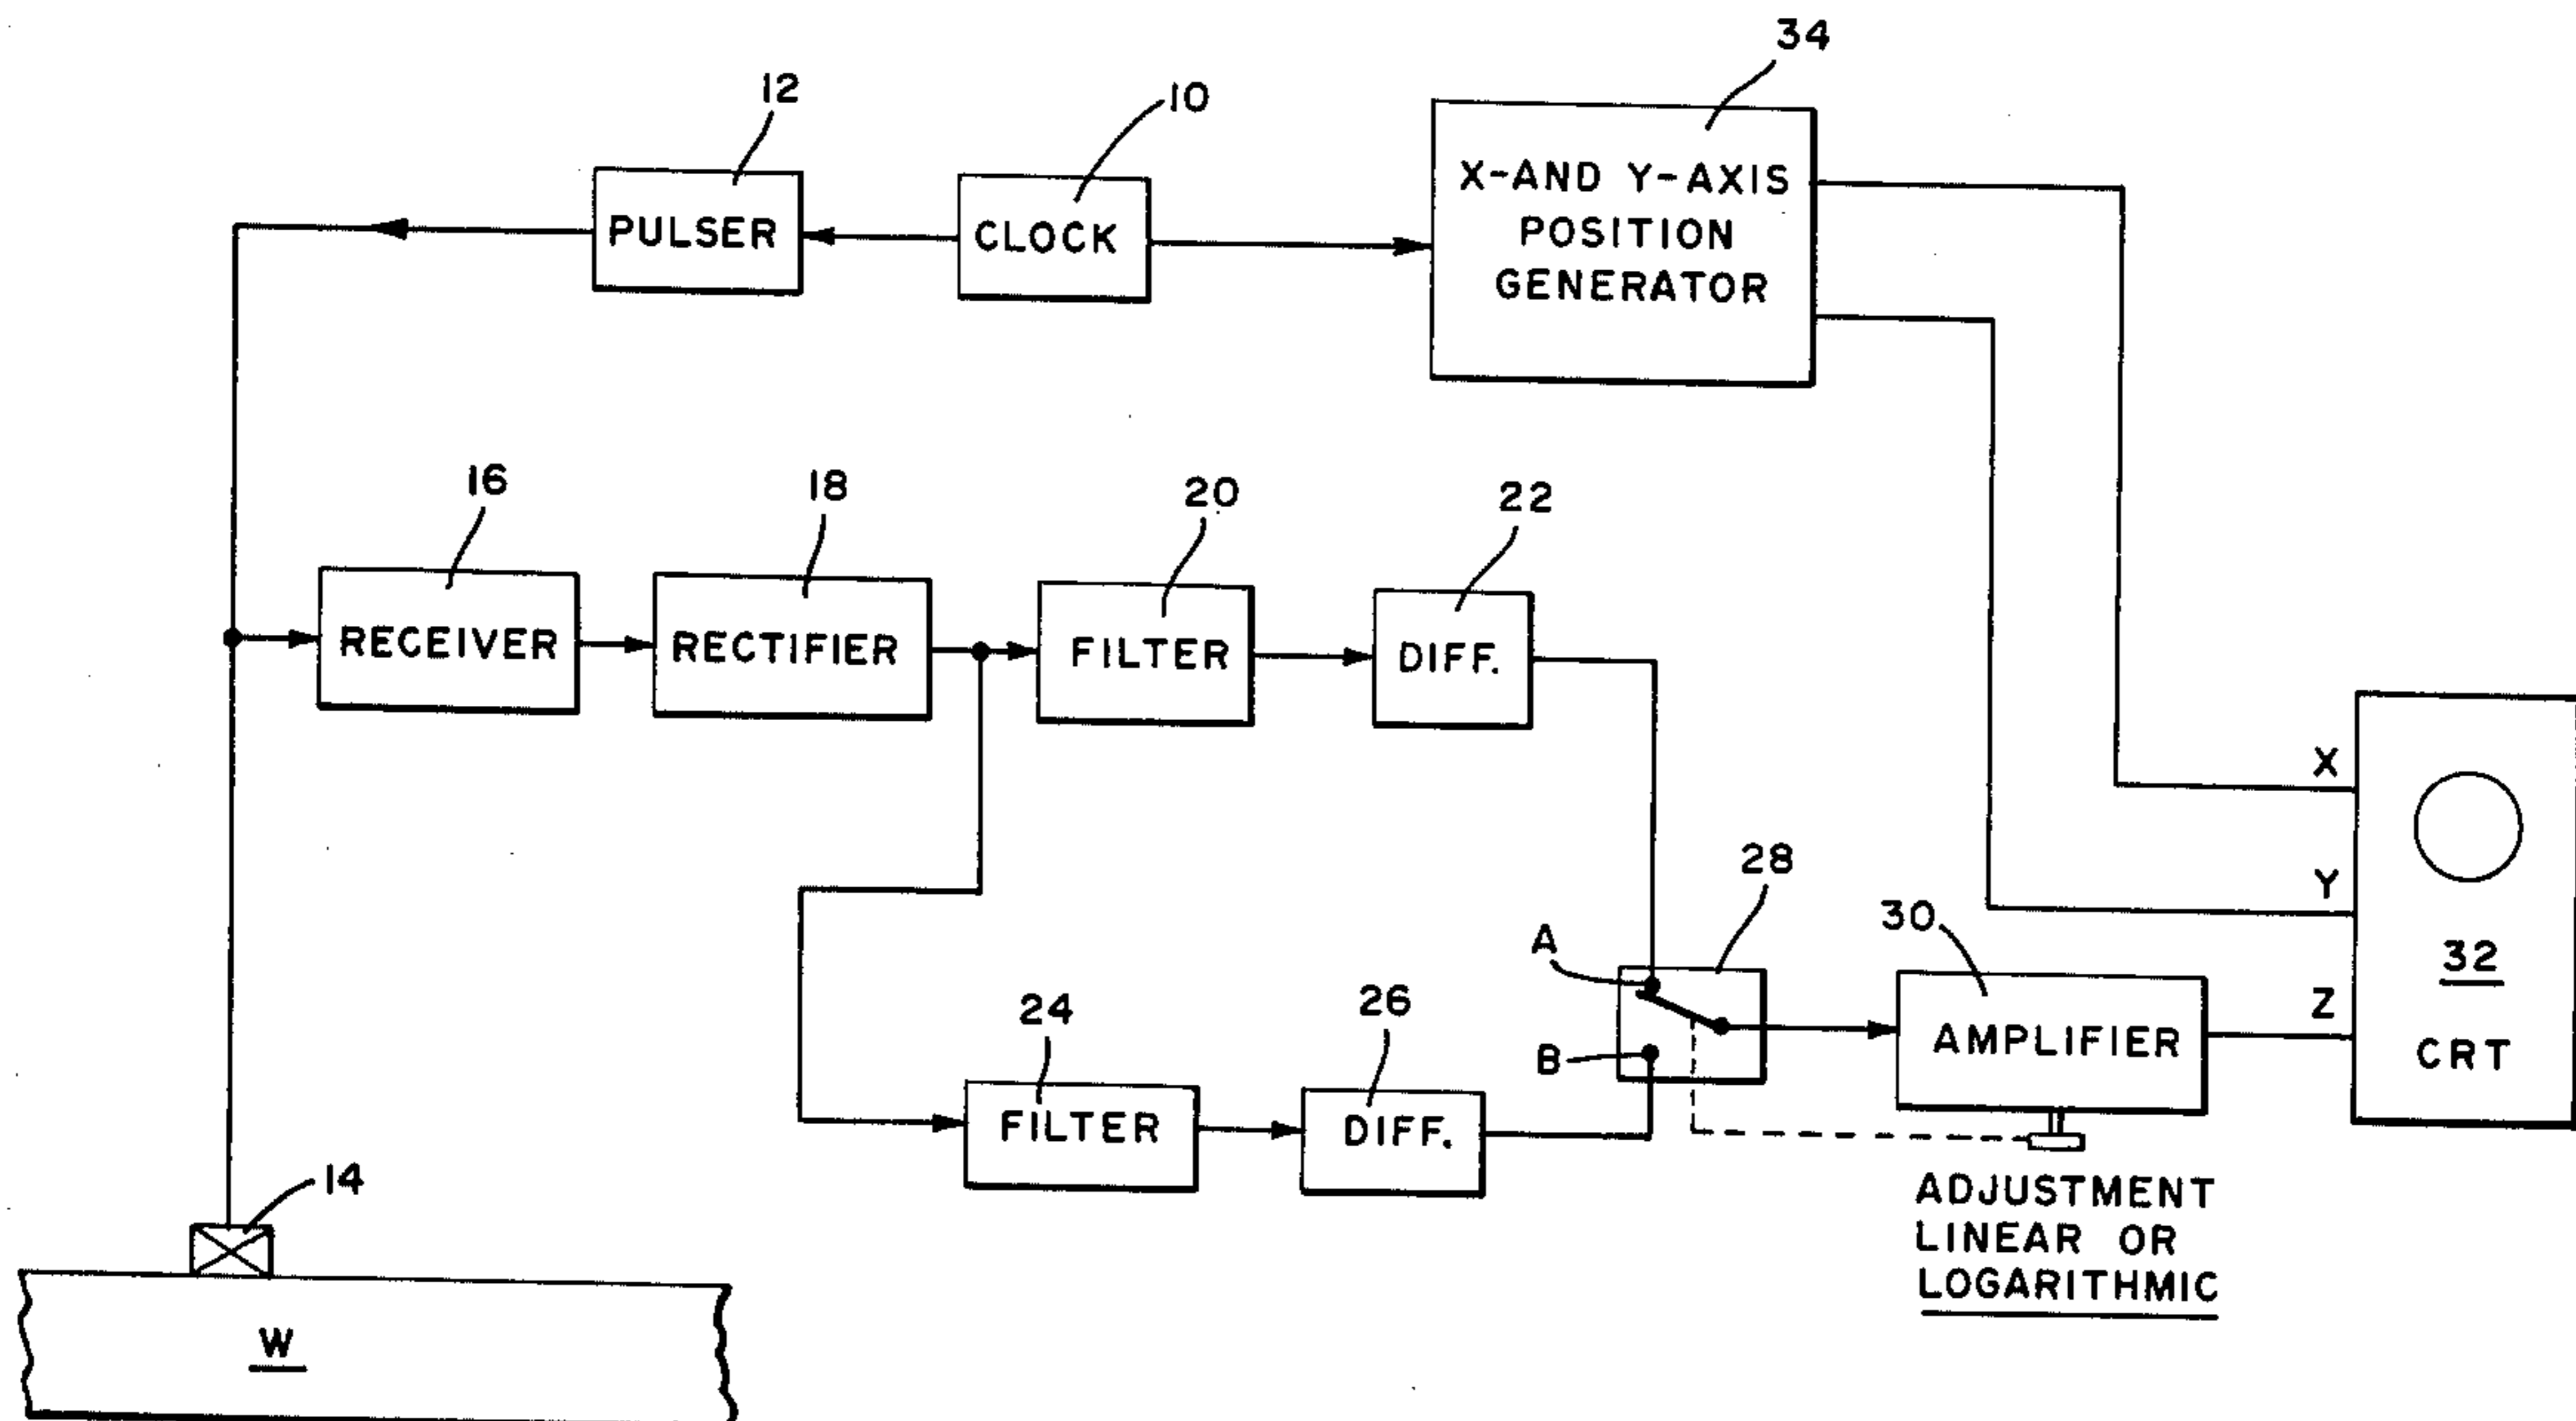 34
12
10
X-AND Y-AXIS
POSITION
GENERATOR
PULSER
CLOCK
16
18
20
22
RECEIVER
RECTIFIER
FILTER
DIFF.
X
Y
Z
32
CRT
28
30
A
B
AMPLIFIER
24
26
FILTER
DIFF.
ADJUSTMENT
LINEAR OR
LOGARITHMIC
14
W